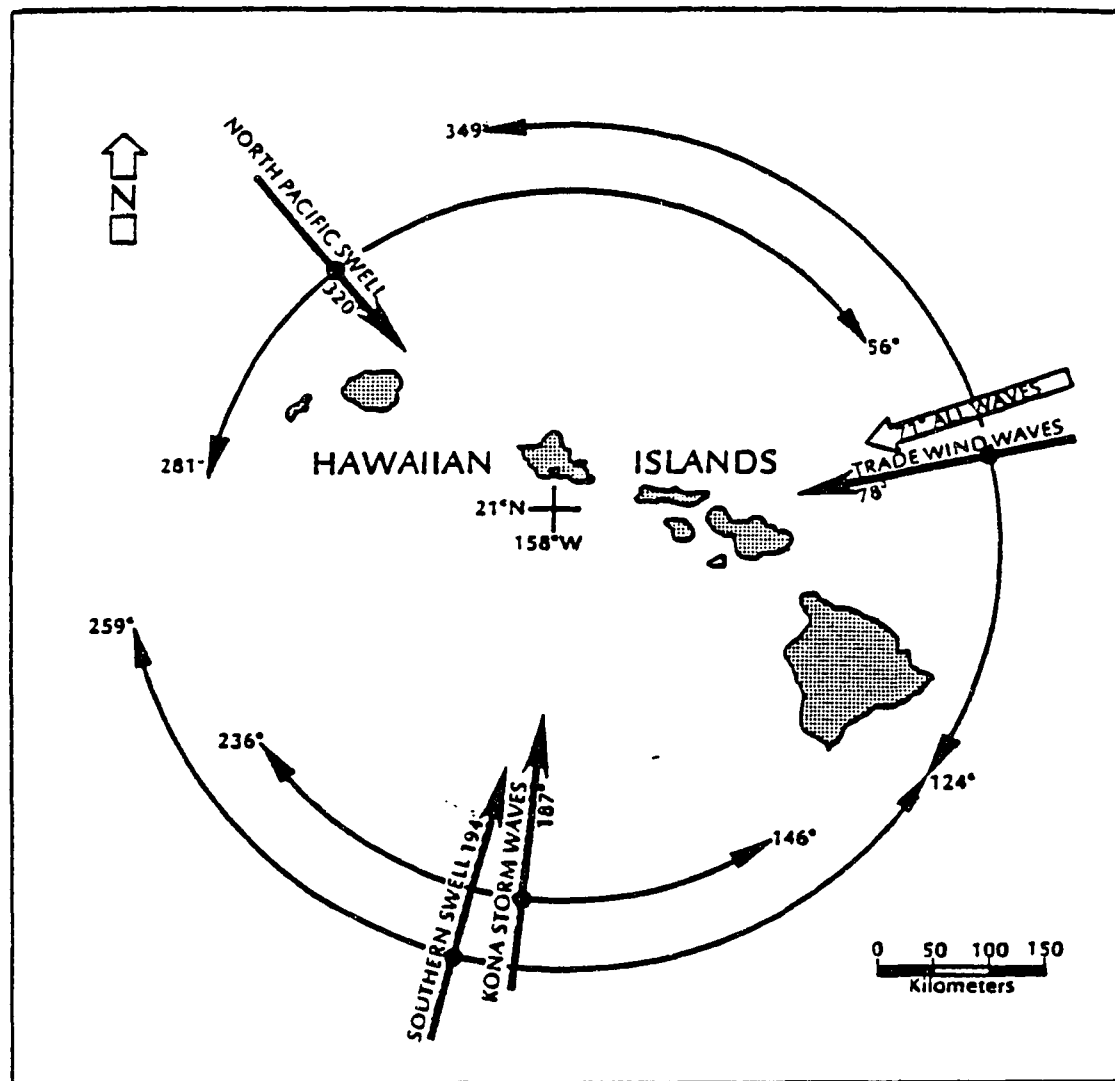 349°
NORTH PACIFIC SWELL
N
320°
56°
71° ALL WAVES
TRADE WIND WAVES
78°
281°
HAWAIIAN ISLANDS
21°N
158°W
259°
236°
124°
187°
SOUTHERN SWELL 194°
KONA STORM WAVES
146°
0 50 100 150
Kilometers